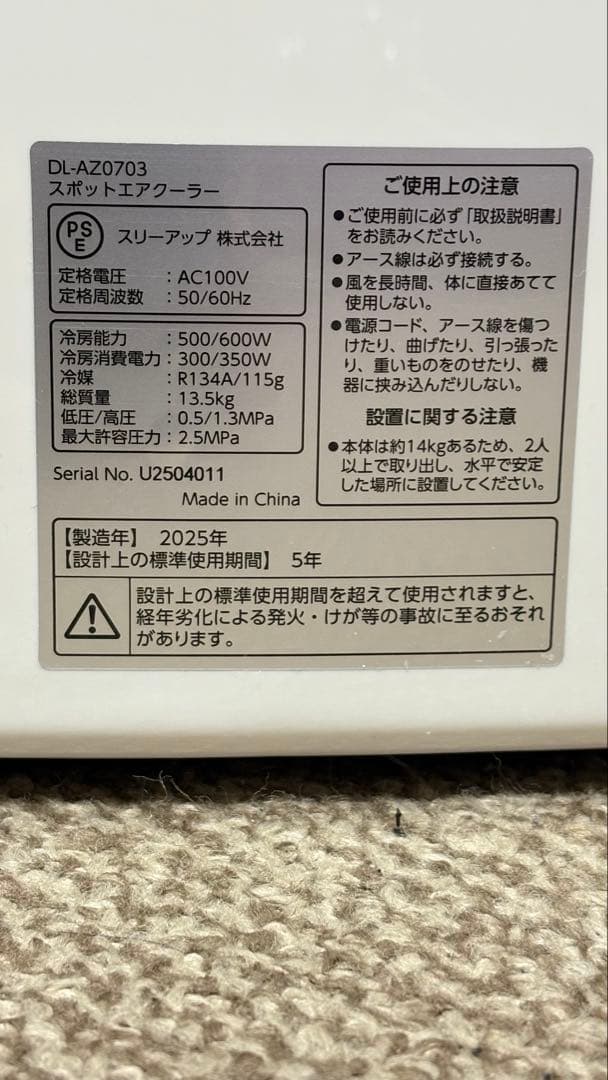 DL-AZ0703
スポットエアクーラー
PSE スリーアップ 株式会社
定格電圧 : AC100V
定格周波数 : 50/60Hz
冷房能力 : 500/600W
冷房消費電力 : 300/350W
冷媒 : R134A/115g
総質量 : 13.5kg
低圧/高圧 : 0.5/1.3MPa
最大許容圧力 : 2.5MPa
Serial No. U2504011
Made in China
ご使用上の注意
●ご使用前に必ず「取扱説明書」
をお読みください。
●アース線は必ず接続する。
●風を長時間、体に直接あてて
使用しない。
●電源コード、アース線を傷つ
けたり、曲げたり、引っ張った
り、重いものをのせたり、機
器に挟み込んだりしない。
設置に関する注意
●本体は約14kgあるため、2人
以上で取り出し、水平で安定
した場所に設置してください。
【製造年】 2025年
【設計上の標準使用期間】 5年
設計上の標準使用期間を超えて使用されますと、
経年劣化による発火・けが等の事故に至るおそれ
があります。